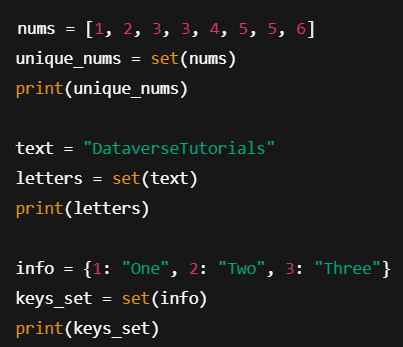 nums = [1, 2, 3, 3, 4, 5, 5, 6]
unique_nums = set(nums)
print(unique_nums)

text = "DataverseTutorials"
letters = set(text)
print(letters)

info = {1: "One", 2: "Two", 3: "Three"}
keys_set = set(info)
print(keys_set)